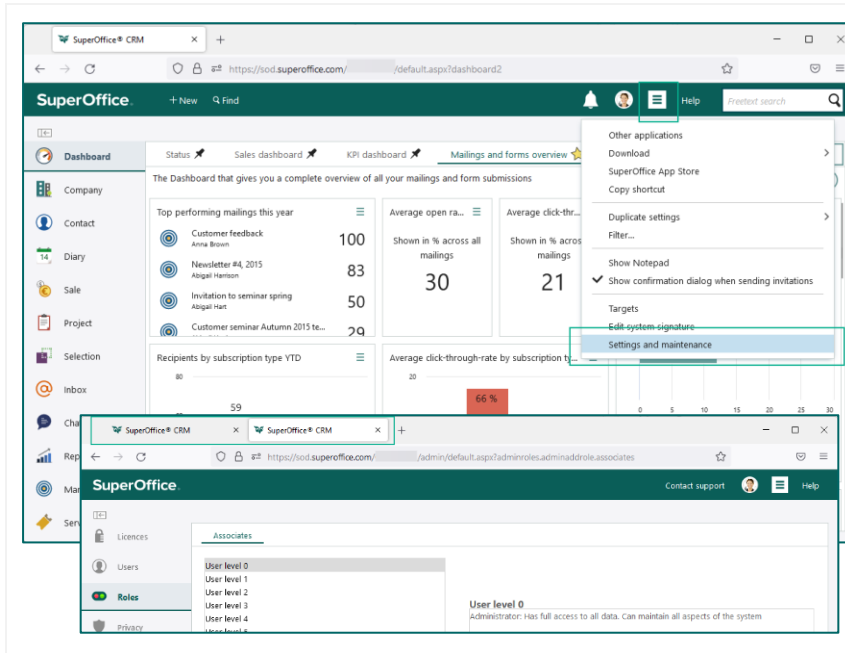 SuperOffice® CRM
https://sod.superoffice.com/ /default.aspx?dashboard2
SuperOffice.
+New
Find
Help
Freetext search
Dashboard
Company
Contact
14 Diary
Sale
Project
Selection
Inbox
Cha
Rep
Mar
Serv
Status
Sales dashboard
KPI dashboard
Mailings and forms overview
The Dashboard that gives you a complete overview of all your mailings and form submissions
Top performing mailings this year
Customer feedback 100
Anna Brown
Newsletter #4, 2015 83
Abigail Harrison
Invitation to seminar spring 50
Abigail Hart
Customer seminar Autumn 2015 te... 29
Average open ra...
Shown in % across all
mailings
30
Average click-thr...
Shown in % acros
mailings
21
Recipients by subscription type YTD
80
59
Average click-through-rate by subscription ty...
20
66 %
0 5 10 15 20 25 30
Other applications
Download
SuperOffice App Store
Copy shortcut
Duplicate settings
Filter...
Show Notepad
Show confirmation dialog when sending invitations
Targets
Edit system signature
Settings and maintenance
SuperOffice® CRM
SuperOffice® CRM
https://sod.superoffice.com/ /admin/default.aspx?adminroles.adminaddrole.associates
SuperOffice.
Contact support
Help
Licences
Users
Roles
Privacy
Associates
User level 0
User level 1
User level 2
User level 3
User level 4
User level 5
User level 0
Administrator: Has full access to all data. Can maintain all aspects of the system